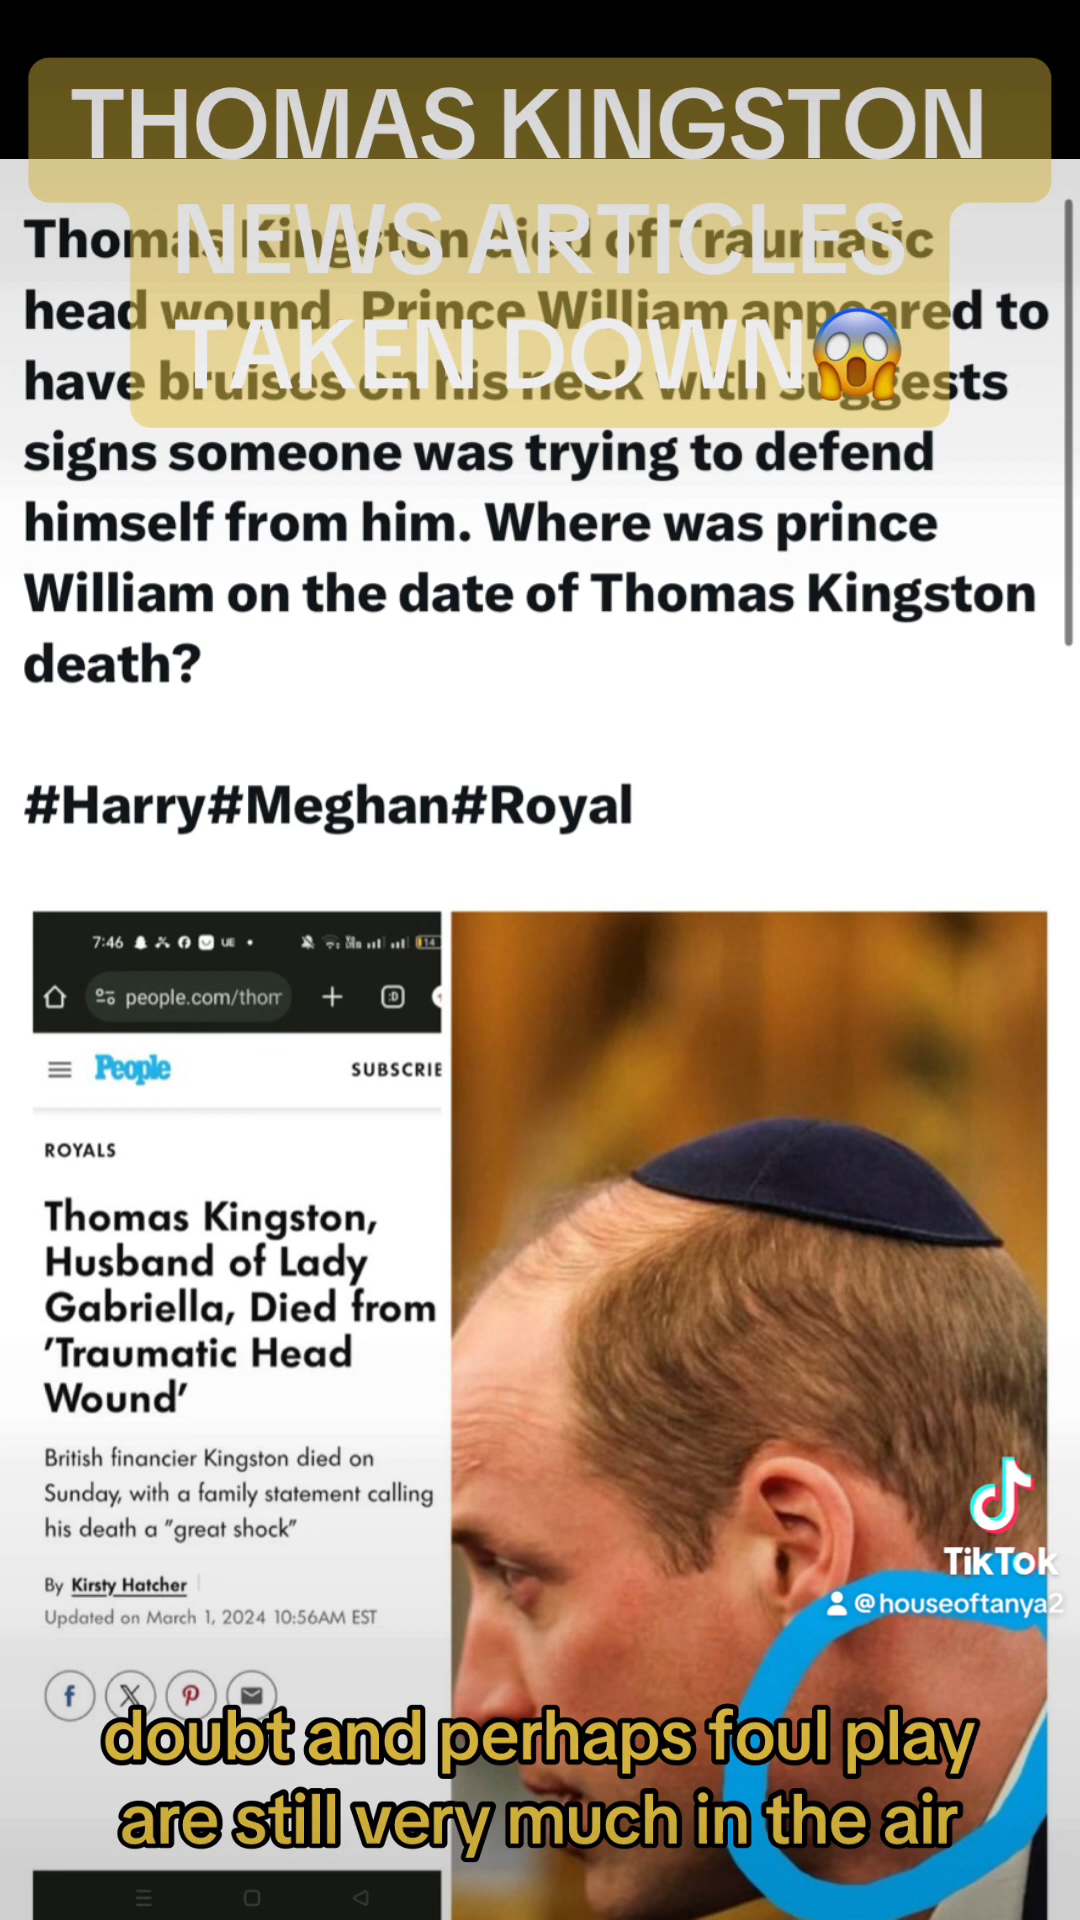 THOMAS KINGSTON
NEWS ARTICLES
TAKEN DOWN😱
Thomas Kingston died of Traumatic
head wound. Prince William appeared to
have bruises on his neck with suggests
signs someone was trying to defend
himself from him. Where was prince
William on the date of Thomas Kingston
death?
#Harry#Meghan#Royal
7:46
UE
14
people.com/thom
People
SUBSCRIB
ROYALS
Thomas Kingston,
Husband of Lady
Gabriella, Died from
'Traumatic Head
Wound'
British financier Kingston died on
Sunday, with a family statement calling
his death a "great shock"
By Kirsty Hatcher
Updated on March 1, 2024 10:56AM EST
TikTok
@houseoftanya2
doubt and perhaps foul play
are still very much in the air